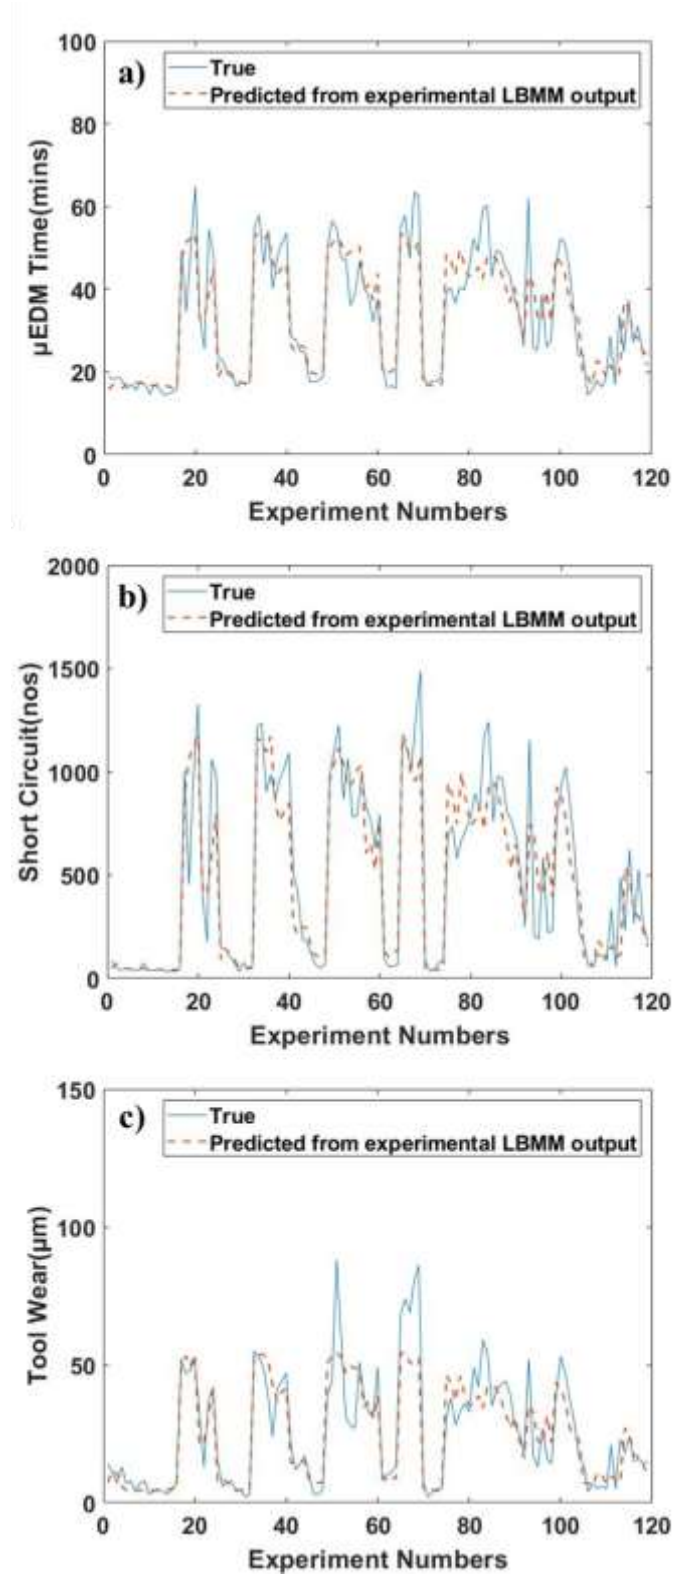 a)
True
Predicted from experimental LBMM output
100
80
60
40
20
0
µEDM Time(mins)
0 20 40 60 80 100 120
Experiment Numbers
b)
True
Predicted from experimental LBMM output
2000
1500
1000
500
0
Short Circuit(nos)
0 20 40 60 80 100 120
Experiment Numbers
c)
True
Predicted from experimental LBMM output
150
100
50
0
Tool Wear(µm)
0 20 40 60 80 100 120
Experiment Numbers